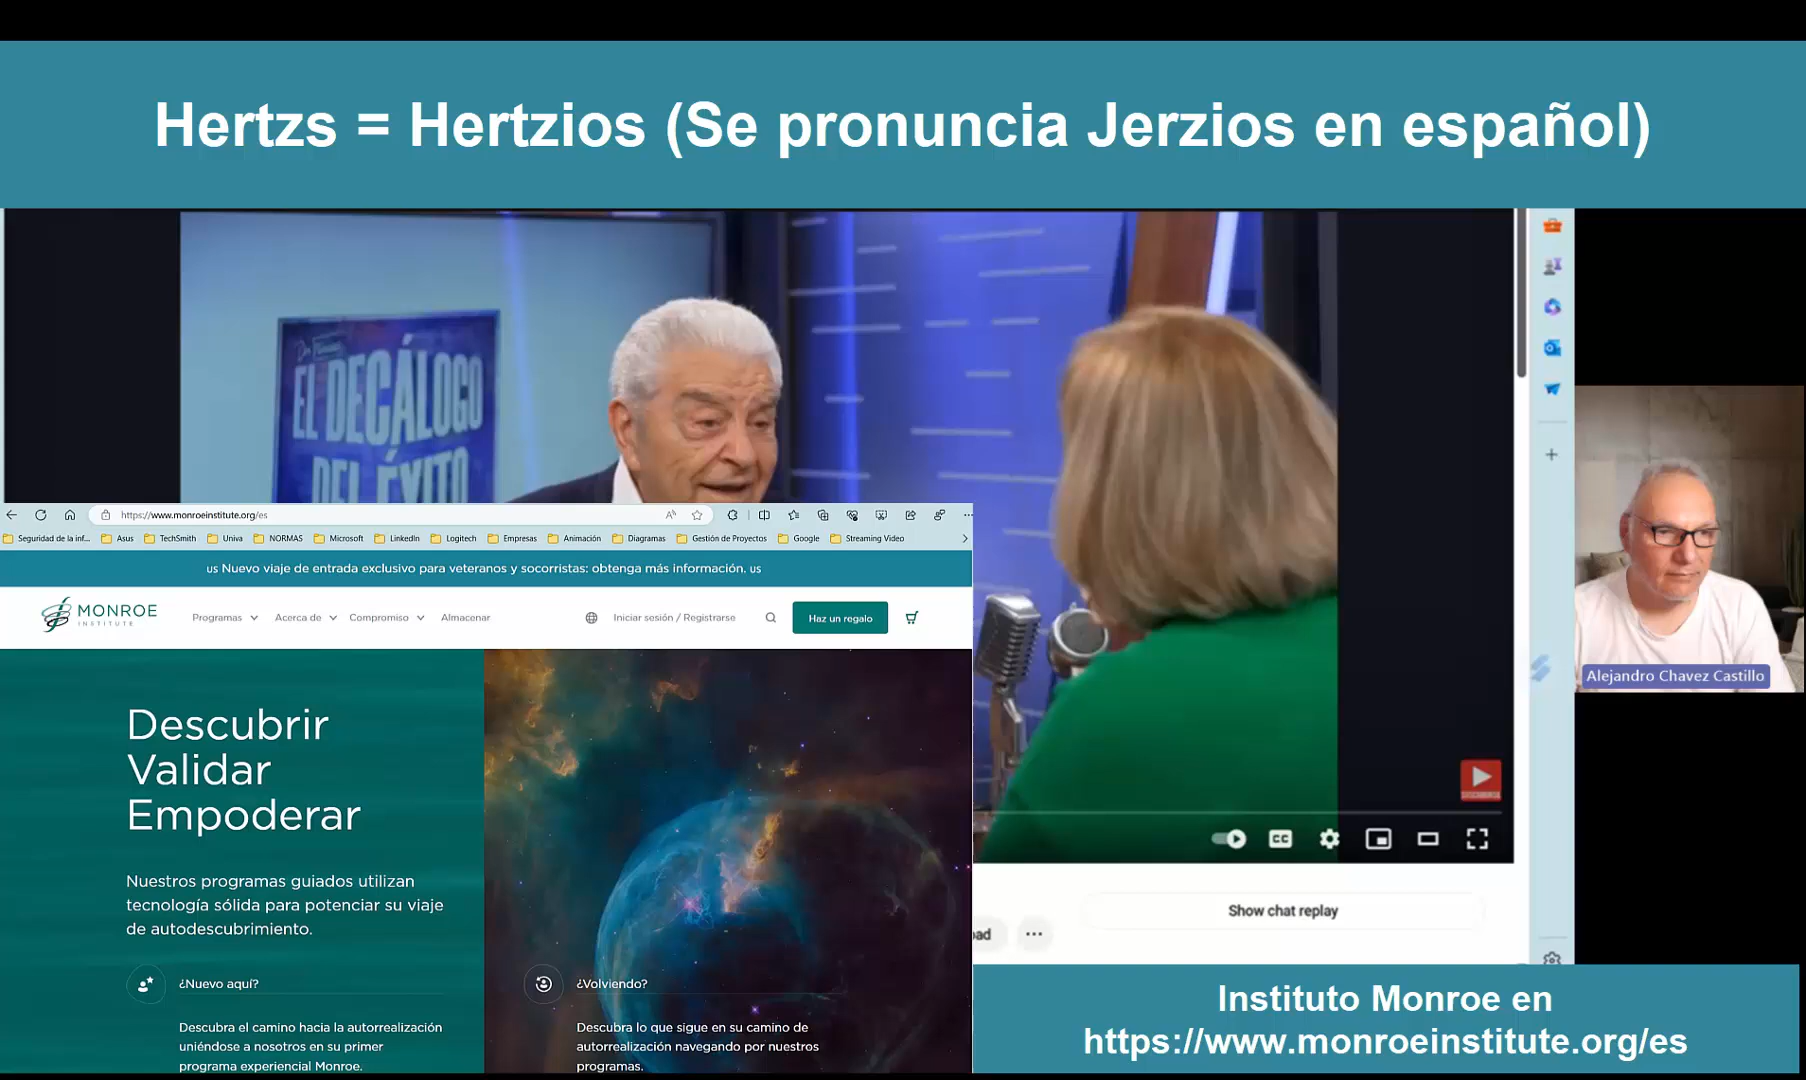 Hertzs = Hertzios (Se pronuncia Jerzios en español)
Don Francisco
EL DECÁLOGO
DEL ÉXITO
https://www.monroeinstitute.org/es
Seguridad de la inf...
Asus
TechSmith
Univa
NORMAS
Microsoft
LinkedIn
Logitech
Empresas
Animación
Diagramas
Gestión de Proyectos
Google
Streaming Video
us Nuevo viaje de entrada exclusivo para veteranos y socorristas: obtenga más información. us
MONROE
INSTITUTE
Programas
Acerca de
Compromiso
Almacenar
Iniciar sesión / Registrarse
Haz un regalo
Descubrir
Validar
Empoderar
Nuestros programas guiados utilizan
tecnología sólida para potenciar su viaje
de autodescubrimiento.
¿Nuevo aquí?
Descubra el camino hacia la autorrealización
uniéndose a nosotros en su primer
programa experiencial Monroe.
¿Volviendo?
Descubra lo que sigue en su camino de
autorrealización navegando por nuestros
programas.
Alejandro Chavez Castillo
CC
Show chat replay
oad
...
Instituto Monroe en
https://www.monroeinstitute.org/es